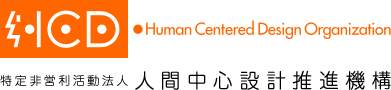 HCD
● Human Centered Design Organization
特定非営利活動法人 人間中心設計推進機構